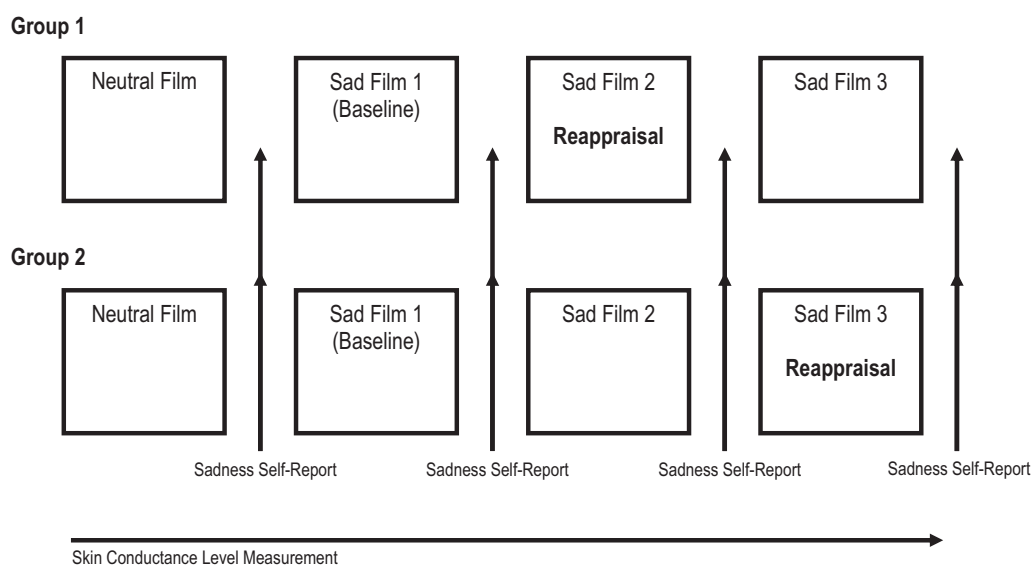 Group 1
Neutral Film
Sad Film 1
(Baseline)
Sad Film 2
Reappraisal
Sad Film 3
Group 2
Neutral Film
Sad Film 1
(Baseline)
Sad Film 2
Sad Film 3
Reappraisal
Sadness Self-Report
Sadness Self-Report
Sadness Self-Report
Sadness Self-Report
Skin Conductance Level Measurement